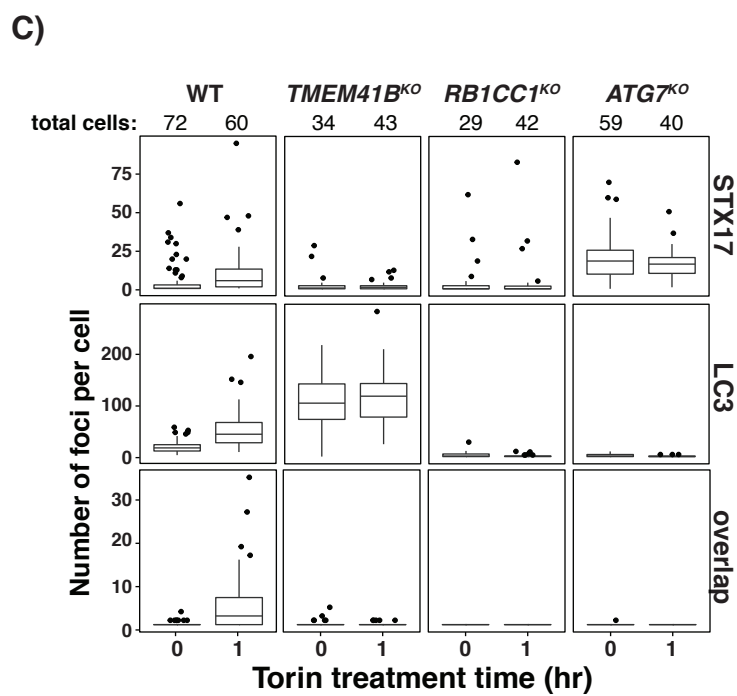 C)
WT TMEM41B^KO RB1CC1^KO ATG7^KO
total cells: 72 60 34 43 29 42 59 40
Number of foci per cell
75
50
25
0
STX17
200
100
0
LC3
30
20
10
0
overlap
0 1 0 1 0 1 0 1
Torin treatment time (hr)